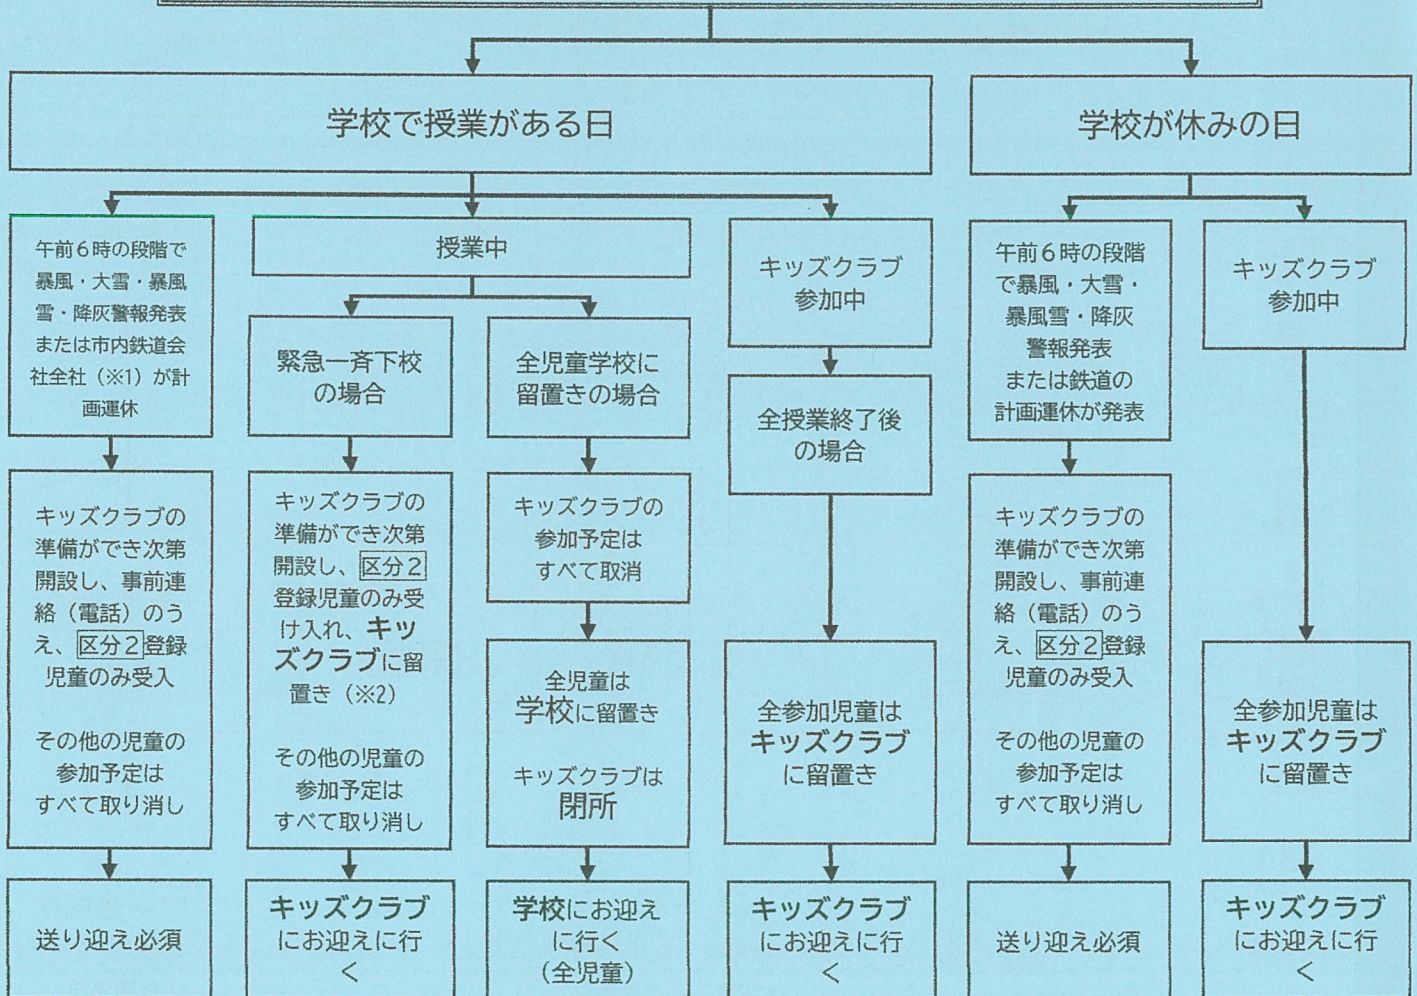 学校で授業がある日
学校が休みの日
午前6時の段階で
暴風・大雪・暴風
雪・降灰警報発表
または市内鉄道会
社全社（※1）が計
画運休
授業中
緊急一斉下校
の場合
全児童学校に
留置きの場合
キッズクラブ
参加中
全授業終了後
の場合
午前6時の段階
で暴風・大雪・
暴風雪・降灰
警報発表
または鉄道の
計画運休が発表
キッズクラブ
参加中
キッズクラブの
準備ができ次第
開設し、事前連
絡（電話）のう
え、区分2登録
児童のみ受入
その他の児童の
参加予定は
すべて取り消し
キッズクラブの
準備ができ次第
開設し、区分2
登録児童のみ受
け入れ、キッ
ズクラブに留
置き（※2）
その他の児童の
参加予定は
すべて取り消し
キッズクラブの
参加予定は
すべて取消
全児童は
学校に留置き
キッズクラブは
閉所
全参加児童は
キッズクラブ
に留置き
キッズクラブの
準備ができ次第
開設し、事前連
絡（電話）のう
え、区分2登録
児童のみ受入
その他の児童の
参加予定は
すべて取り消し
全参加児童は
キッズクラブ
に留置き
送り迎え必須
キッズクラブ
にお迎えに行
く
学校にお迎え
に行く
（全児童）
キッズクラブ
にお迎えに行
く
送り迎え必須
キッズクラブ
にお迎えに行
く